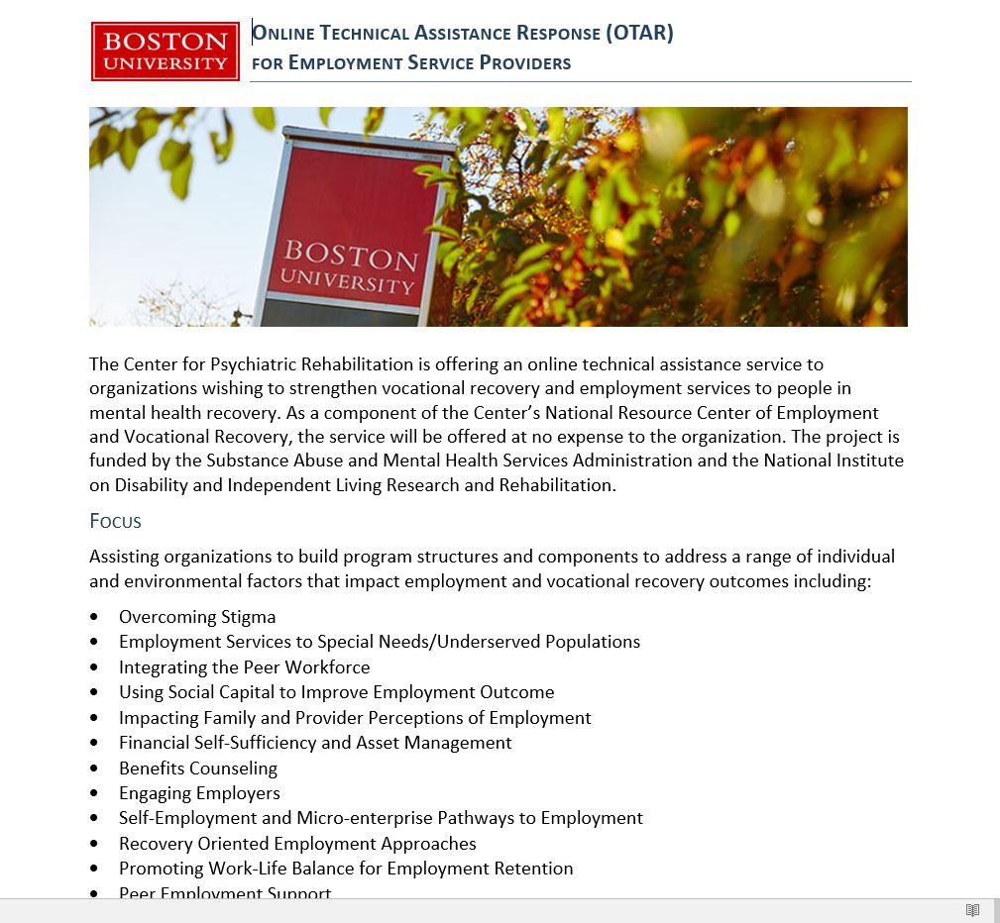 BOSTON
UNIVERSITY
ONLINE TECHNICAL ASSISTANCE RESPONSE (OTAR)
FOR EMPLOYMENT SERVICE PROVIDERS
BOSTON
UNIVERSITY
The Center for Psychiatric Rehabilitation is offering an online technical assistance service to
organizations wishing to strengthen vocational recovery and employment services to people in
mental health recovery. As a component of the Center’s National Resource Center of Employment
and Vocational Recovery, the service will be offered at no expense to the organization. The project is
funded by the Substance Abuse and Mental Health Services Administration and the National Institute
on Disability and Independent Living Research and Rehabilitation.
FOCUS
Assisting organizations to build program structures and components to address a range of individual
and environmental factors that impact employment and vocational recovery outcomes including:
• Overcoming Stigma
• Employment Services to Special Needs/Underserved Populations
• Integrating the Peer Workforce
• Using Social Capital to Improve Employment Outcome
• Impacting Family and Provider Perceptions of Employment
• Financial Self-Sufficiency and Asset Management
• Benefits Counseling
• Engaging Employers
• Self-Employment and Micro-enterprise Pathways to Employment
• Recovery Oriented Employment Approaches
• Promoting Work-Life Balance for Employment Retention
• Peer Employment Support